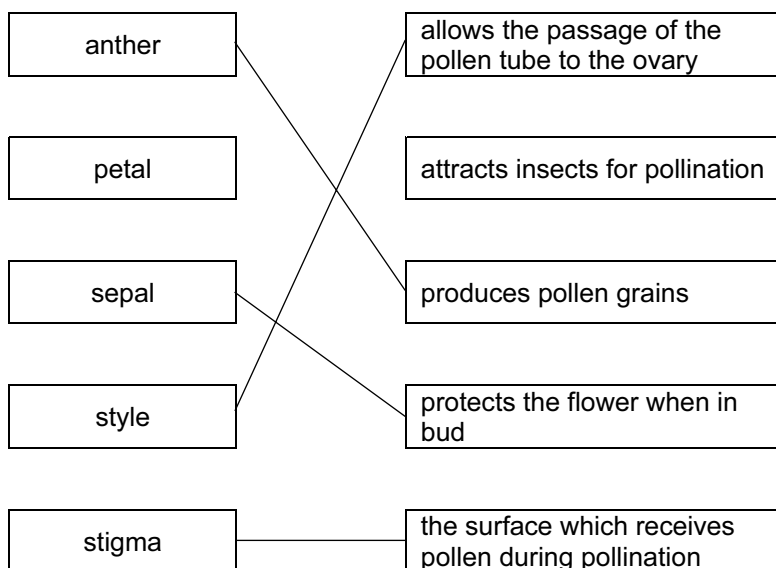 anther
allows the passage of the
pollen tube to the ovary
petal
attracts insects for pollination
sepal
produces pollen grains
style
protects the flower when in
bud
stigma
the surface which receives
pollen during pollination